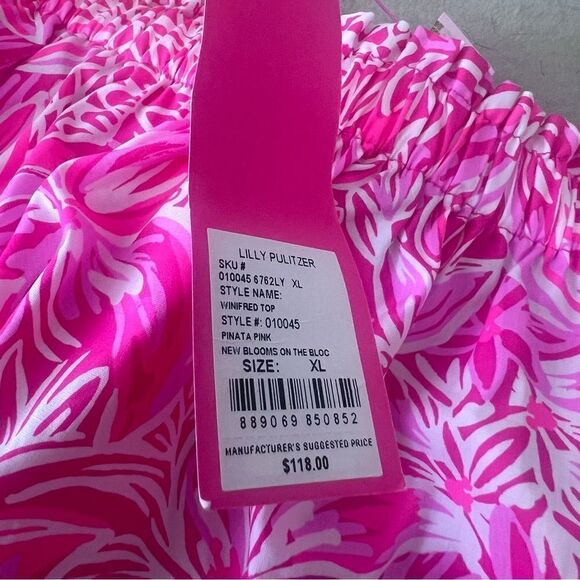 LILLY PULITZER
SKU #
010045 6762LY XL
STYLE NAME:
WINIFRED TOP
STYLE #: 010045
PINATA PINK
NEW BLOOMS ON THE BLOC
SIZE: XL
889069 850852
MANUFACTURER'S SUGGESTED PRICE
$118.00